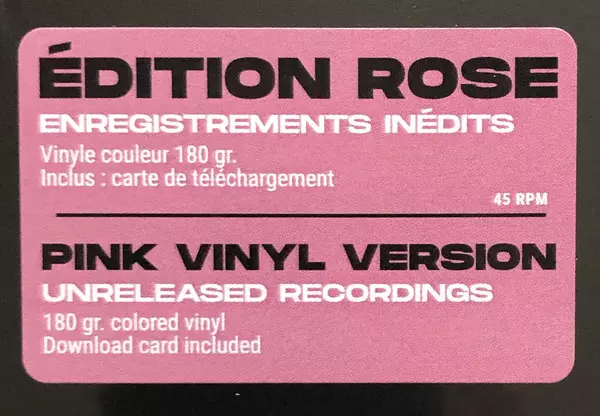 ÉDITION ROSE
ENREGISTREMENTS INÉDITS
Vinyle couleur 180 gr.
Inclus : carte de téléchargement
45 RPM
PINK VINYL VERSION
UNRELEASED RECORDINGS
180 gr. colored vinyl
Download card included